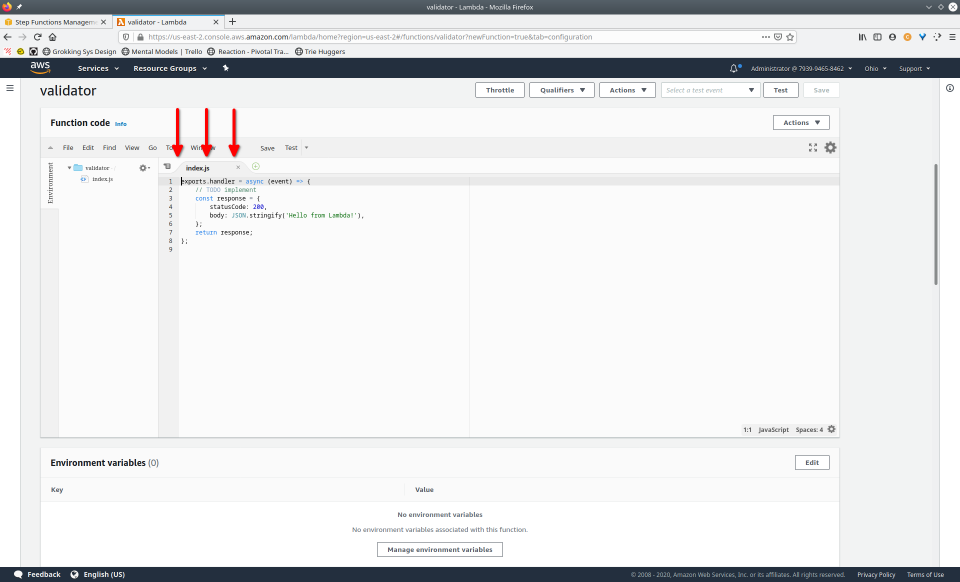 validator - Lambda - Mozilla Firefox
Step Functions Managem
validator - Lambda
https://us-east-2.console.aws.amazon.com/lambda/home?region=us-east-2#/functions/validator?newFunction=true&tab=configuration
Grokking Sys Design
Mental Models | Trello
Reaction - Pivotal Tra...
Trie Huggers
aws
Services
Resource Groups
Administrator @ 7939-9465-8462
Ohio
Support
validator
Throttle
Qualifiers
Actions
Select a test event
Test
Save
Function code
Info
Actions
File Edit Find View Go
Save Test
Environment
validator
index.js
index.js
1 exports.handler = async (event) => {
2 // TODO implement
3 const response = {
4 statusCode: 200,
5 body: JSON.stringify('Hello from Lambda!'),
6 };
7 return response;
8 };
9
1:1 JavaScript Spaces: 4
Environment variables (0)
Edit
Key Value
No environment variables
No environment variables associated with this function.
Manage environment variables
Feedback
English (US)
© 2008 - 2020, Amazon Web Services, Inc. or its affiliates. All rights reserved.
Privacy Policy
Terms of Use